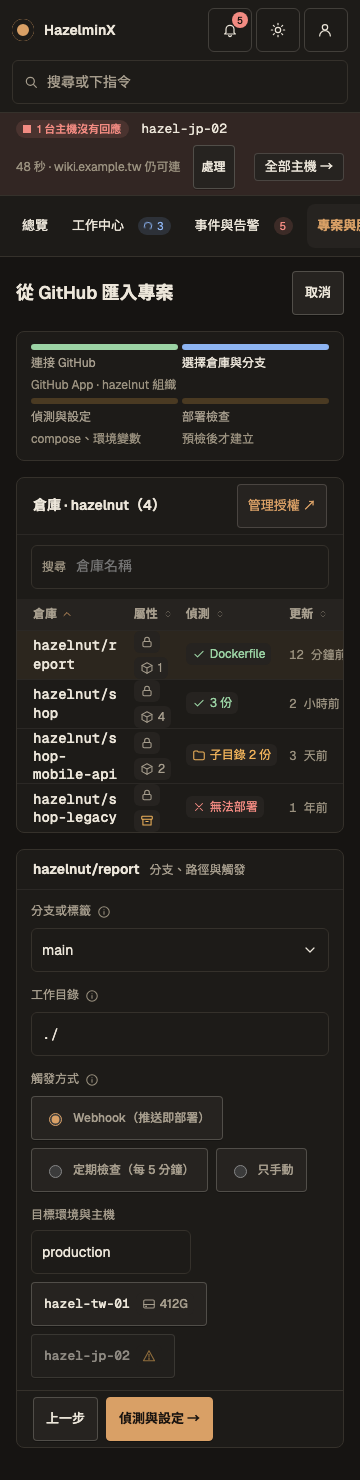 HazelminX
5
搜尋或下指令
1 台主機沒有回應 hazel-jp-02
48 秒 · wiki.example.tw 仍可連 處理 全部主機 →
總覽 工作中心 3 事件與告警 5
從 GitHub 匯入專案 取消
連接 GitHub 選擇倉庫與分支
GitHub App · hazelnut 組織
偵測與設定 部署檢查
compose、環境變數 預檢後才建立
倉庫 · hazelnut（4） 管理授權 ↗
搜尋 倉庫名稱
倉庫 屬性 偵測 更新
hazelnut/r
eport
1
Dockerfile
12 分鐘前
hazelnut/s
hop
4
3 份
2 小時前
hazelnut/s
hop-
mobile-api
2
子目錄 2 份
3 天前
hazelnut/s
hop-legacy
無法部署
1 年前
hazelnut/report 分支、路徑與觸發
分支或標籤
main
工作目錄
./
觸發方式
Webhook（推送即部署）
定期檢查（每 5 分鐘） 只手動
目標環境與主機
production
hazel-tw-01 412G
hazel-jp-02
上一步 偵測與設定 →